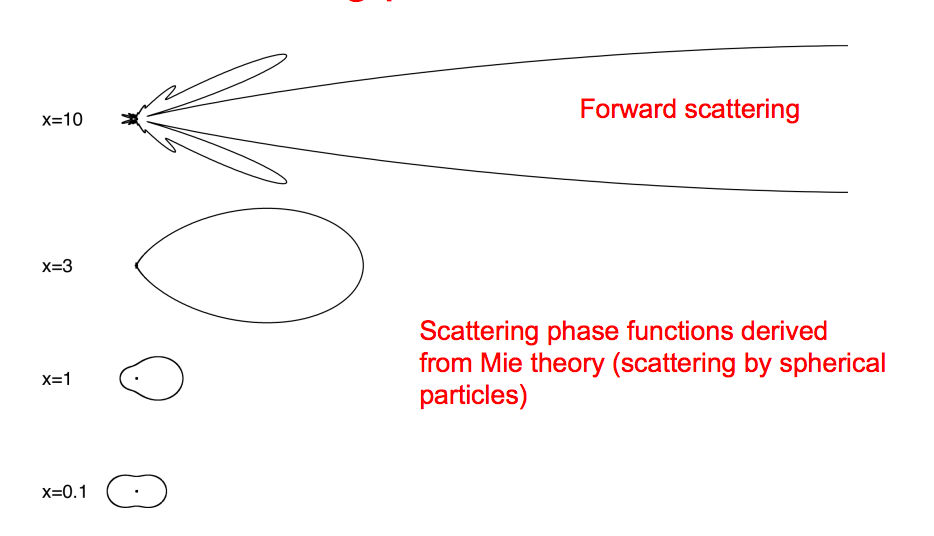 x=10
Forward scattering
x=3
Scattering phase functions derived
from Mie theory (scattering by spherical
particles)
x=1
x=0.1